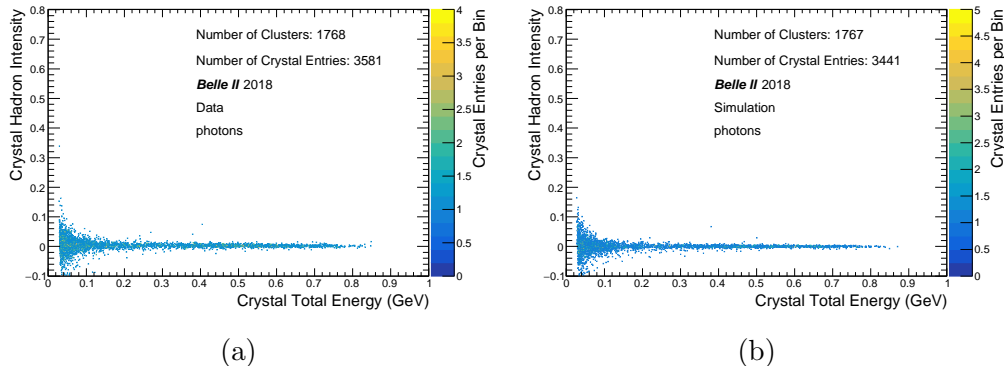 Crystal Hadron Intensity
0.8
0.7
0.6
0.5
0.4
0.3
0.2
0.1
0
−0.1
Number of Clusters: 1768
Number of Crystal Entries: 3581
Belle II 2018
Data
photons
0 0.1 0.2 0.3 0.4 0.5 0.6 0.7 0.8 0.9 1
Crystal Total Energy (GeV)
4
3.5
3
2.5
2
1.5
1
0.5
0
Crystal Entries per Bin
(a)
Crystal Hadron Intensity
0.8
0.7
0.6
0.5
0.4
0.3
0.2
0.1
0
−0.1
Number of Clusters: 1767
Number of Crystal Entries: 3441
Belle II 2018
Simulation
photons
0 0.1 0.2 0.3 0.4 0.5 0.6 0.7 0.8 0.9 1
Crystal Total Energy (GeV)
5
4.5
4
3.5
3
2.5
2
1.5
1
0.5
0
Crystal Entries per Bin
(b)